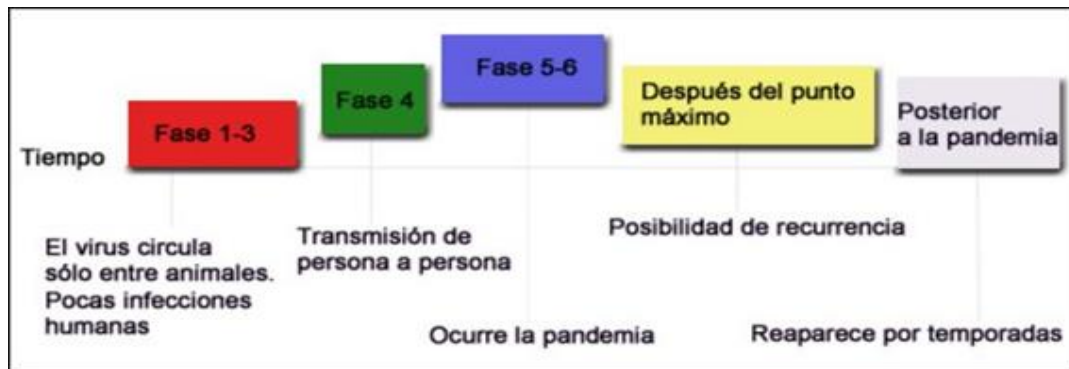 Fase 1-3
Fase 4
Fase 5-6
Después del punto
máximo
Posterior
a la pandemia
Tiempo
El virus circula
sólo entre animales.
Pocas infecciones
humanas
Transmisión de
persona a persona
Ocurre la pandemia
Posibilidad de recurrencia
Reaparece por temporadas